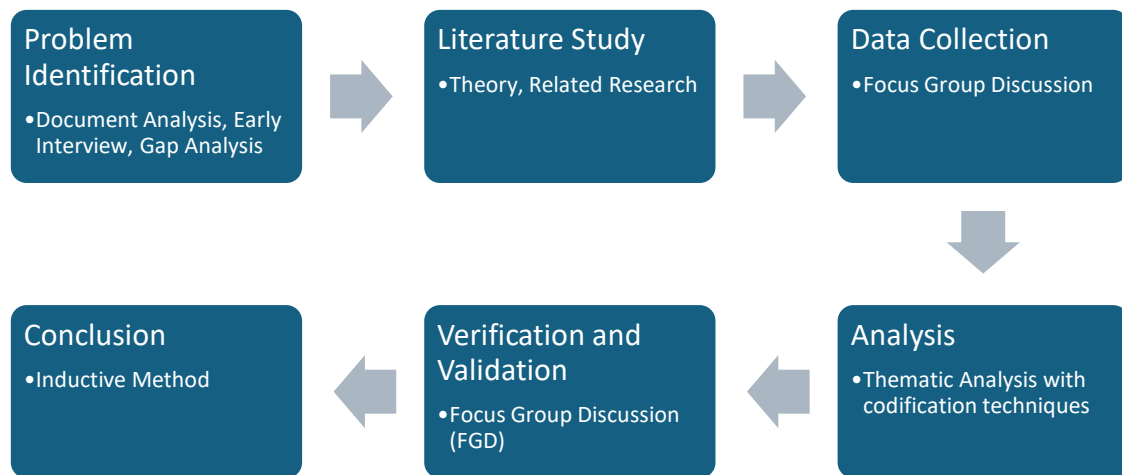 Problem
Identification
•Document Analysis, Early
Interview, Gap Analysis
Literature Study
•Theory, Related Research
Data Collection
•Focus Group Discussion
Analysis
•Thematic Analysis with
codification techniques
Verification and
Validation
•Focus Group Discussion
(FGD)
Conclusion
•Inductive Method